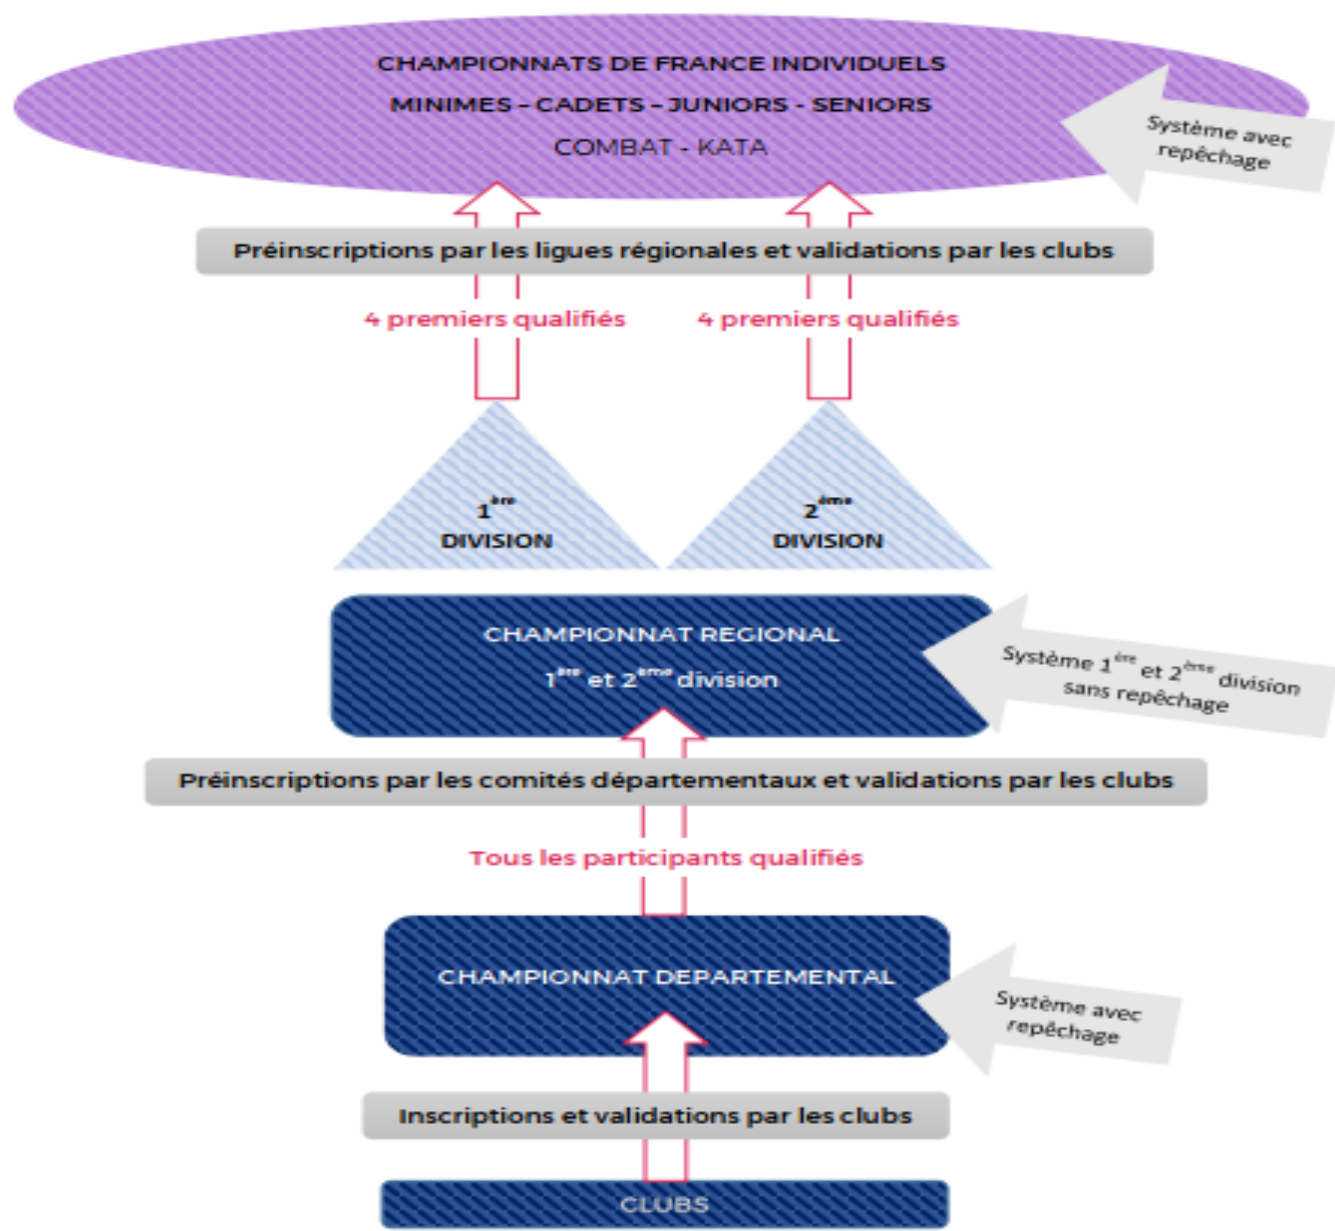 CHAMPIONNATS DE FRANCE INDIVIDUELS
MINIMES – CADETS – JUNIORS - SENIORS
COMBAT - KATA
Système avec
repêchage
Préinscriptions par les ligues régionales et validations par les clubs
4 premiers qualifiés
4 premiers qualifiés
1ère
DIVISION
2ème
DIVISION
CHAMPIONNAT REGIONAL
1ère et 2ème division
Système 1ère et 2ème division
sans repêchage
Préinscriptions par les comités départementaux et validations par les clubs
Tous les participants qualifiés
CHAMPIONNAT DEPARTEMENTAL
Système avec
repêchage
Inscriptions et validations par les clubs
CLUBS